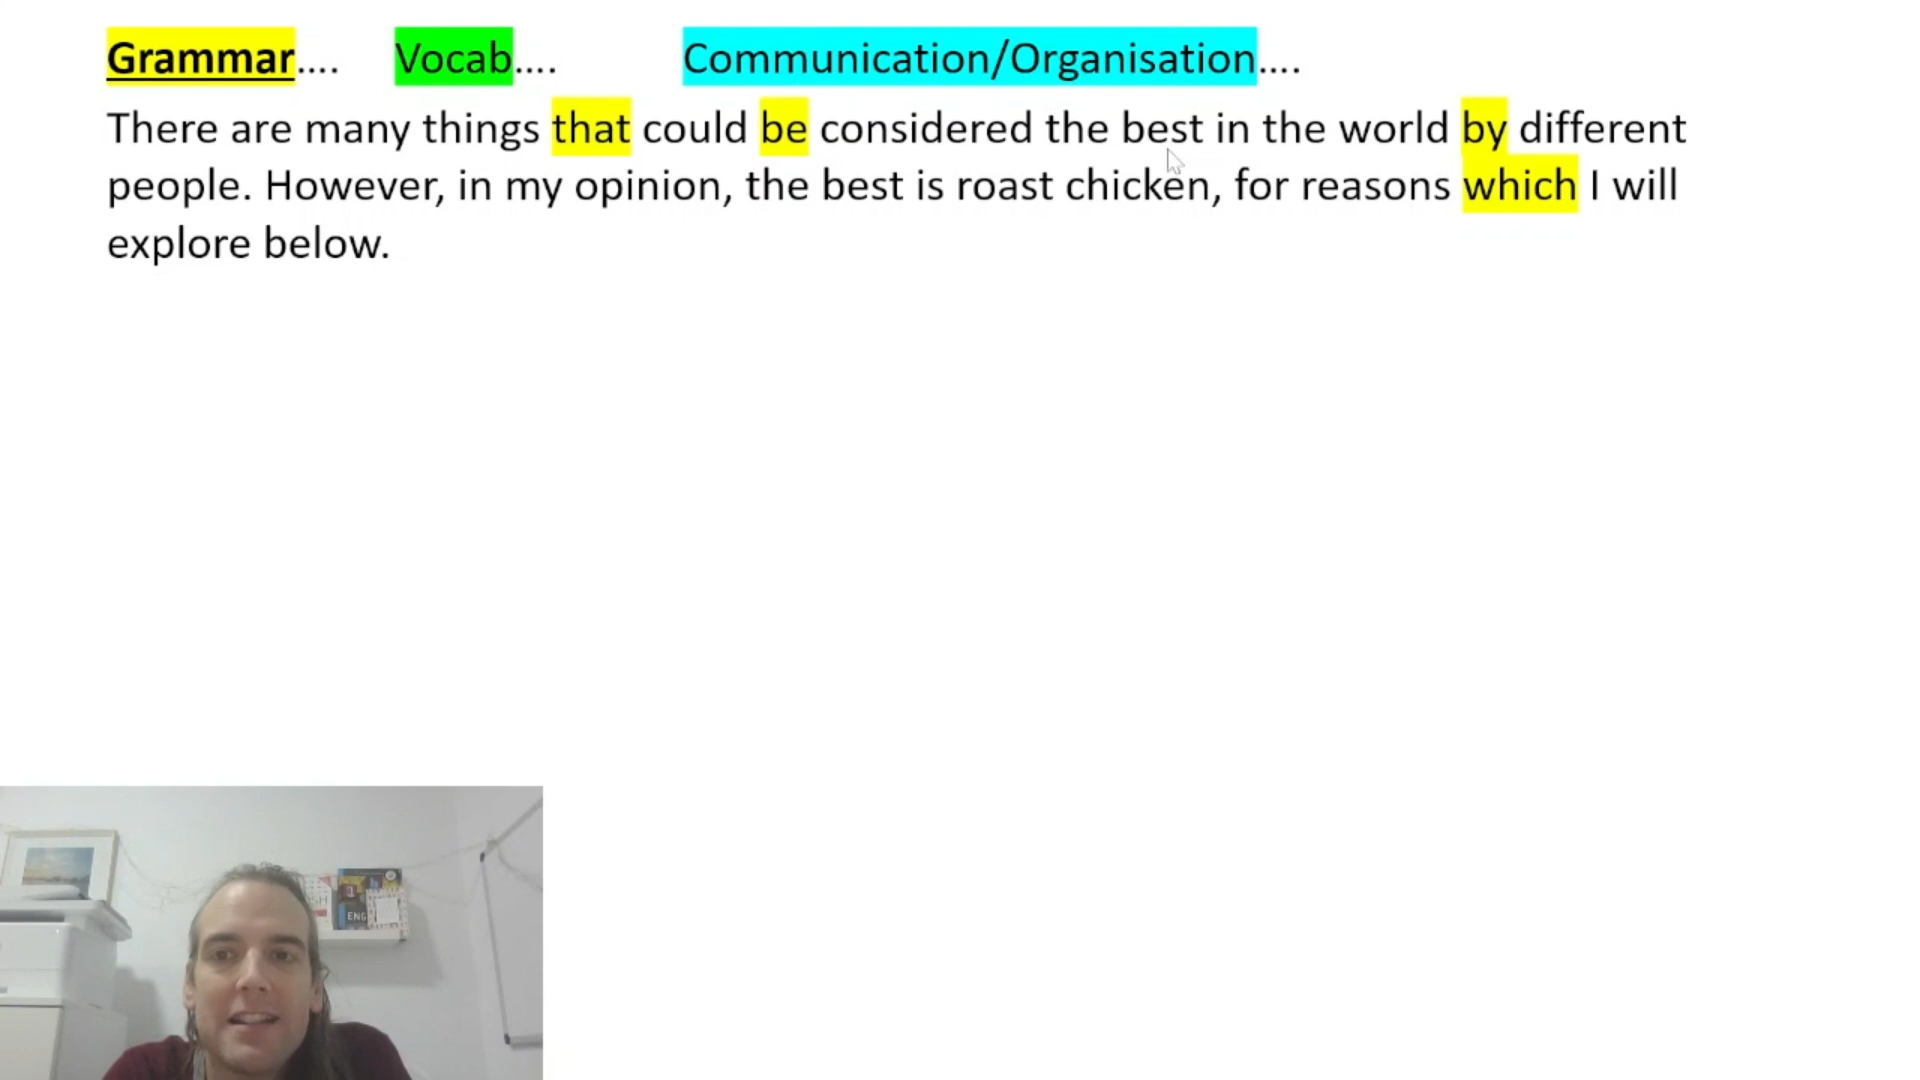 Grammar.... Vocab.... Communication/Organisation....
There are many things that could be considered the best in the world by different
people. However, in my opinion, the best is roast chicken, for reasons which I will
explore below.
ENG